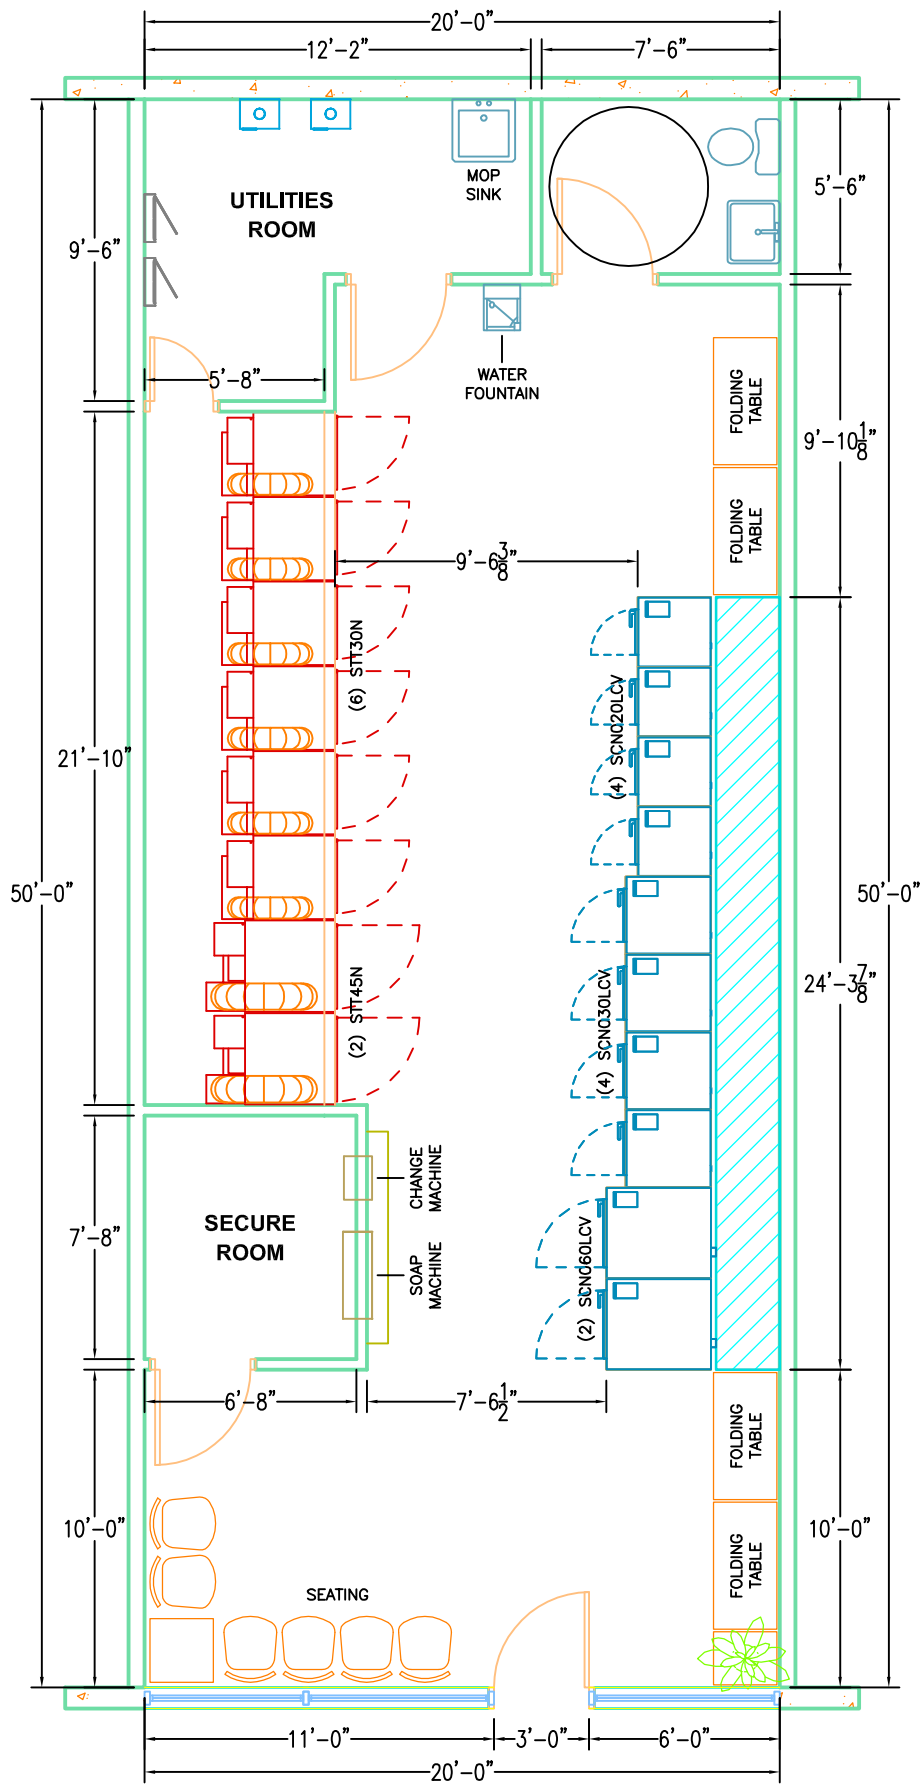 20'-0"
12'-2"
7'-6"
MOP
SINK
UTILITIES
ROOM
5'-6"
9'-6"
WATER
FOUNTAIN
5'-8"
FOLDING
TABLE
9'-10 1/8"
FOLDING
TABLE
9'-6 3/8"
(6) STT30N
(4) SCN020LCV
21'-10"
50'-0"
50'-0"
(2) STT45N
(4) SCN030LCV
24'-3 7/8"
CHANGE
MACHINE
SECURE
ROOM
7'-8"
SOAP
MACHINE
(2) SCN060LCV
6'-8"
7'-6 1/2"
FOLDING
TABLE
10'-0"
10'-0"
FOLDING
TABLE
SEATING
11'-0"
3'-0"
6'-0"
20'-0"